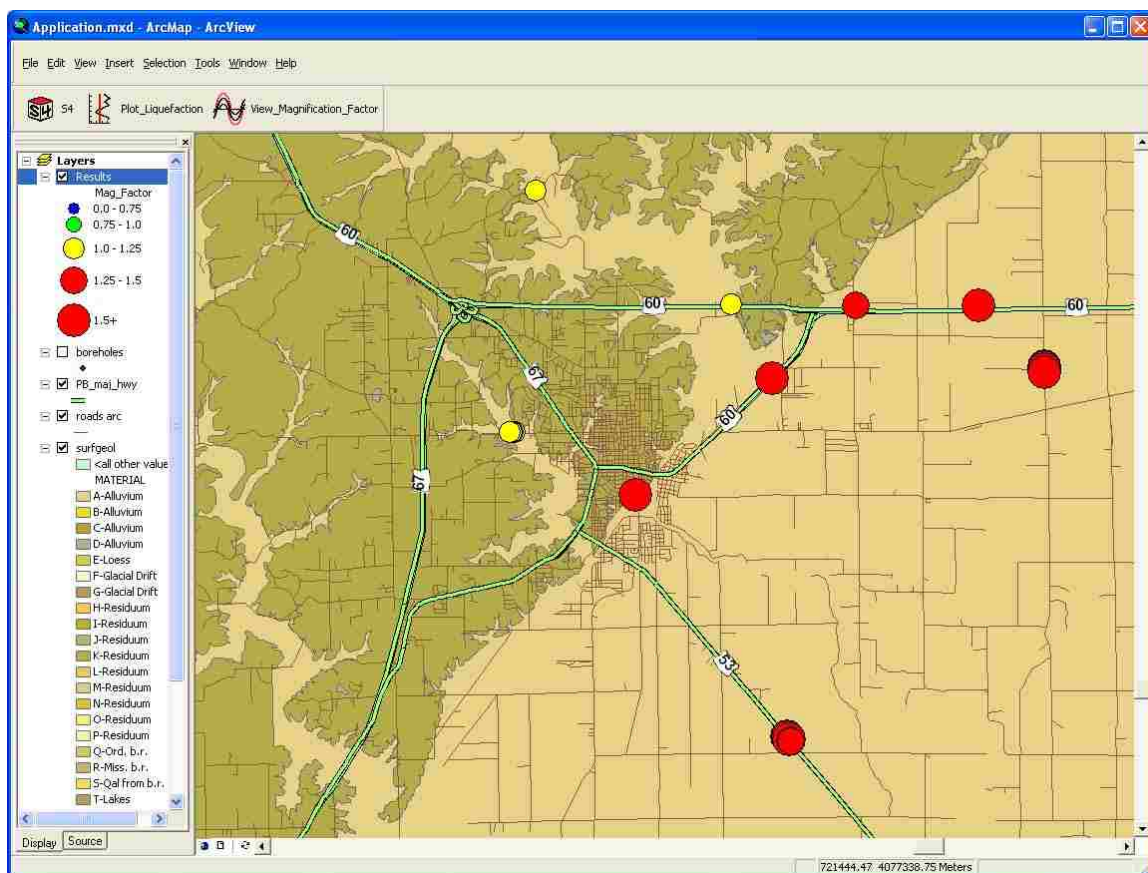 Application.mxd - ArcMap - ArcView
File Edit View Insert Selection Tools Window Help
S4 Plot_Liquefaction View_Magnification_Factor
Layers
Results
Mag_Factor
0.0 - 0.75
0.75 - 1.0
1.0 - 1.25
1.25 - 1.5
1.5+
boreholes
PB_maj_hwy
roads arc
surfgeol
<all other value
MATERIAL
A-Alluvium
B-Alluvium
C-Alluvium
D-Alluvium
E-Loess
F-Glacial Drift
G-Glacial Drift
H-Residuum
I-Residuum
J-Residuum
K-Residuum
L-Residuum
M-Residuum
N-Residuum
O-Residuum
P-Residuum
Q-Ord. b.r.
R-Miss. b.r.
S-Qal from b.r.
T-Lakes
Display Source
60
60
60
67
60
67
53
721444.47 4077338.75 Meters